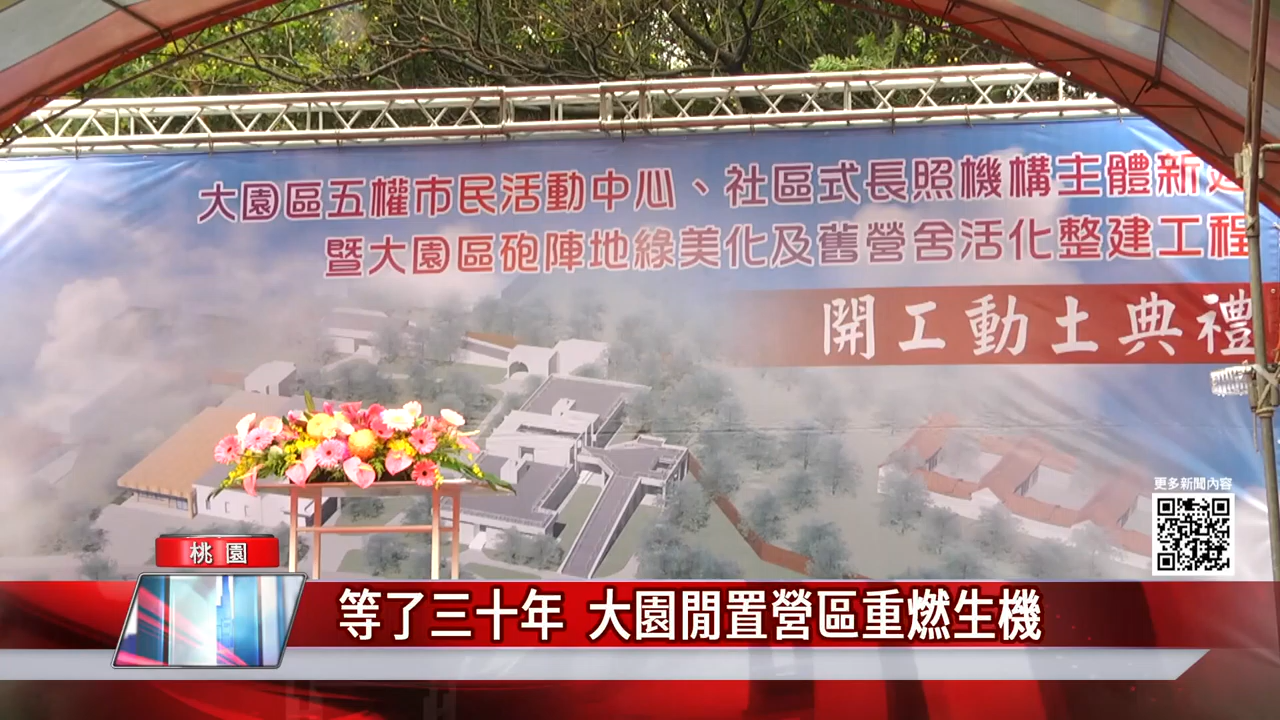 大園區五權市民活動中心、社區式長照機構主體新建
暨大園區砲陣地綠美化及舊營舍活化整建工程
開工動土典禮
更多新聞內容
桃園
等了三十年 大園閒置營區重燃生機